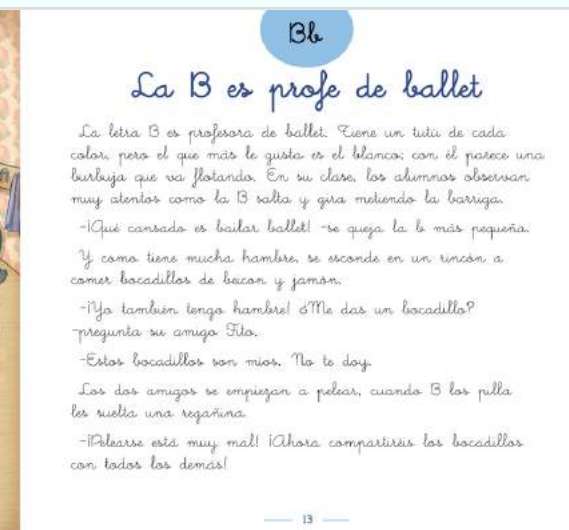 Bb
La B es profe de ballet
La letra B es profesora de ballet. Tiene un tutú de cada
color, pero el que más le gusta es el blanco; con él parece una
burbuja que va flotando. En su clase, los alumnos observan
muy atentos como la B salta y gira metiendo la barriga.
-¡Qué cansado es bailar ballet! -se queja la b más pequeña.
Y como tiene mucha hambre, se esconde en un rincón a
comer bocadillos de beicon y jamón.
-¡Yo también tengo hambre! ¿Me das un bocadillo?
-pregunta su amigo Fito.
-Estos bocadillos son míos. No te doy.
Los dos amigos se empiezan a pelear, cuando B los pilla
les suelta una regañina.
-¡Pelearse está muy mal! ¡Ahora compartiréis los bocadillos
con todos los demás!
13